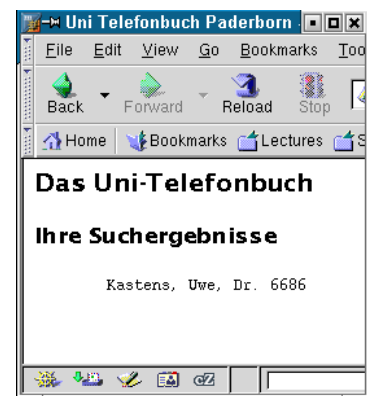 Uni Telefonbuch Paderborn
File Edit View Go Bookmarks
Back Forward Reload Stop
Home Bookmarks Lectures
Das Uni-Telefonbuch
Ihre Suchergebnisse
Kastens, Uwe, Dr. 6686